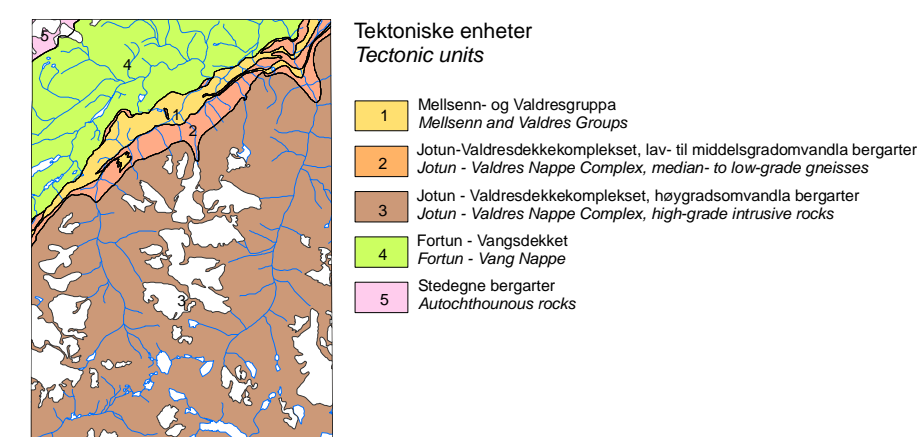 Tektoniske enheter
Tectonic units
1
Mellsenn- og Valdresgruppa
Mellsenn and Valdres Groups
2
Jotun-Valdresdekkekomplekset, lav- til middelsgradomvandla bergarter
Jotun - Valdres Nappe Complex, median- to low-grade gneisses
3
Jotun - Valdresdekkekomplekset, høygradsomvandla bergarter
Jotun - Valdres Nappe Complex, high-grade intrusive rocks
4
Fortun - Vangsdekket
Fortun - Vang Nappe
5
Stedegne bergarter
Autochthounous rocks
5
4
1
2
3